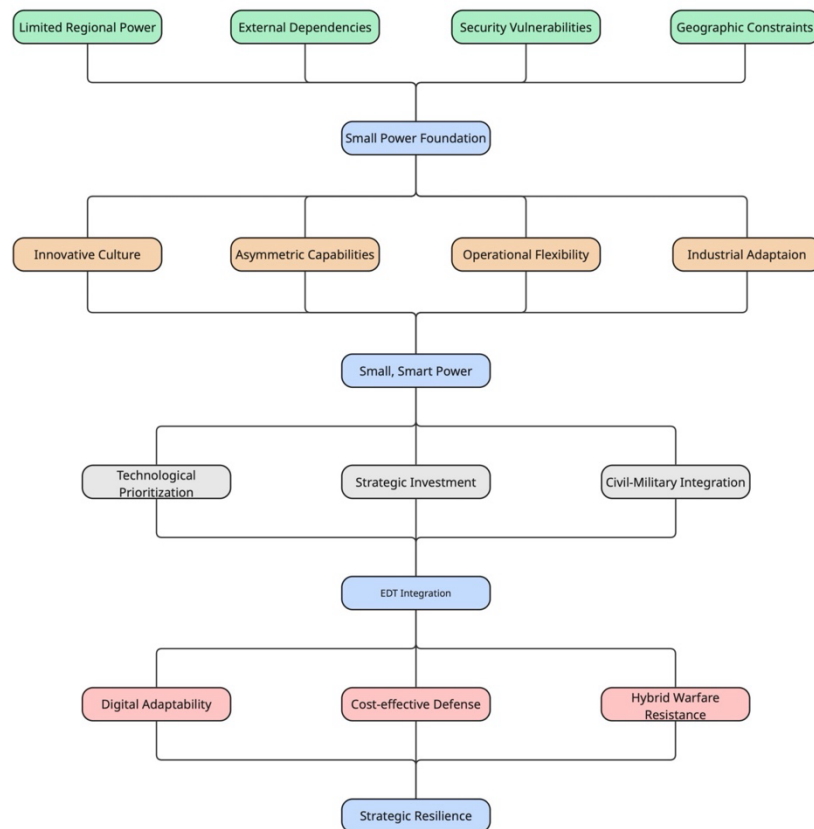 Limited Regional Power
External Dependencies
Security Vulnerabilities
Geographic Constraints
Small Power Foundation
Innovative Culture
Asymmetric Capabilities
Operational Flexibility
Industrial Adaptaion
Small, Smart Power
Technological
Prioritization
Strategic Investment
Civil-Military Integration
EDT Integration
Digital Adaptability
Cost-effective Defense
Hybrid Warfare
Resistance
Strategic Resilience